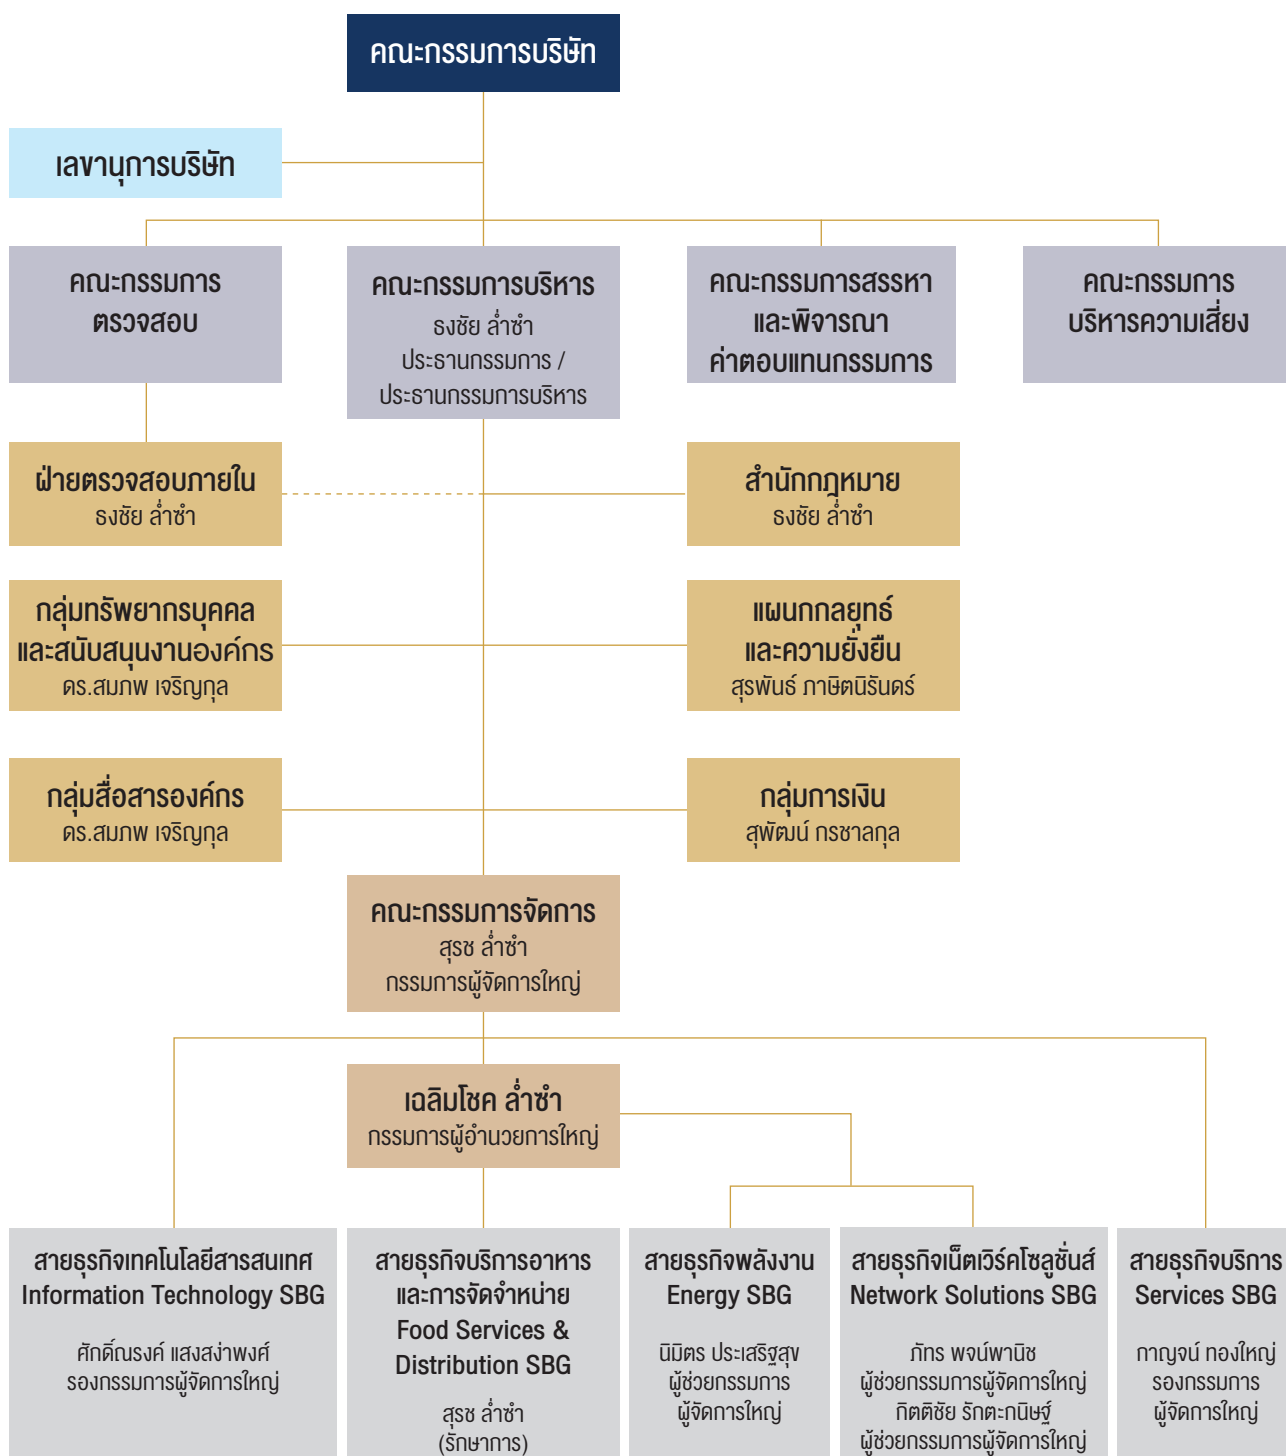 คณะกรรมการบริษัท
เลขานุการบริษัท
คณะกรรมการ
ตรวจสอบ
คณะกรรมการบริหาร
ธงชัย ล่ำซำ
ประธานกรรมการ /
ประธานกรรมการบริหาร
คณะกรรมการสรรหา
และพิจารณา
ค่าตอบแทนกรรมการ
คณะกรรมการ
บริหารความเสี่ยง
ฝ่ายตรวจสอบภายใน
ธงชัย ล่ำซำ
สำนักกฎหมาย
ธงชัย ล่ำซำ
กลุ่มทรัพยากรบุคคล
และสนับสนุนงานองค์กร
ดร.สมภพ เจริญกุล
แผนกกลยุทธ์
และความยั่งยืน
สุรพันธ์ ภาษิตนิรันดร์
กลุ่มสื่อสารองค์กร
ดร.สมภพ เจริญกุล
กลุ่มการเงิน
สุพัฒน์ กรชาลกุล
คณะกรรมการจัดการ
สุรช ล่ำซำ
กรรมการผู้จัดการใหญ่
เฉลิมโชค ล่ำซำ
กรรมการผู้อำนวยการใหญ่
สายธุรกิจเทคโนโลยีสารสนเทศ
Information Technology SBG
ศักดิ์ณรงค์ แสงสง่าพงศ์
รองกรรมการผู้จัดการใหญ่
สายธุรกิจบริการอาหาร
และการจัดจำหน่าย
Food Services &
Distribution SBG
สุรช ล่ำซำ
(รักษาการ)
สายธุรกิจพลังงาน
Energy SBG
นิมิตร ประเสริฐสุข
ผู้ช่วยกรรมการ
ผู้จัดการใหญ่
สายธุรกิจเน็ตเวิร์คโซลูชั่นส์
Network Solutions SBG
ภัทร พจน์พานิช
ผู้ช่วยกรรมการผู้จัดการใหญ่
กิตติชัย รักตะกนิษฐ์
ผู้ช่วยกรรมการผู้จัดการใหญ่
สายธุรกิจบริการ
Services SBG
กาญจน์ ทองใหญ่
รองกรรมการ
ผู้จัดการใหญ่